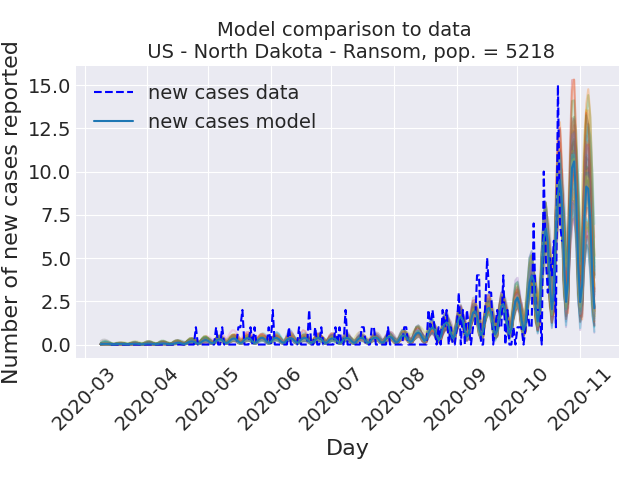 Model comparison to data
US - North Dakota - Ransom, pop. = 5218
Number of new cases reported
15.0
12.5
10.0
7.5
5.0
2.5
0.0
new cases data
new cases model
2020-03
2020-04
2020-05
2020-06
2020-07
2020-08
2020-09
2020-10
2020-11
Day